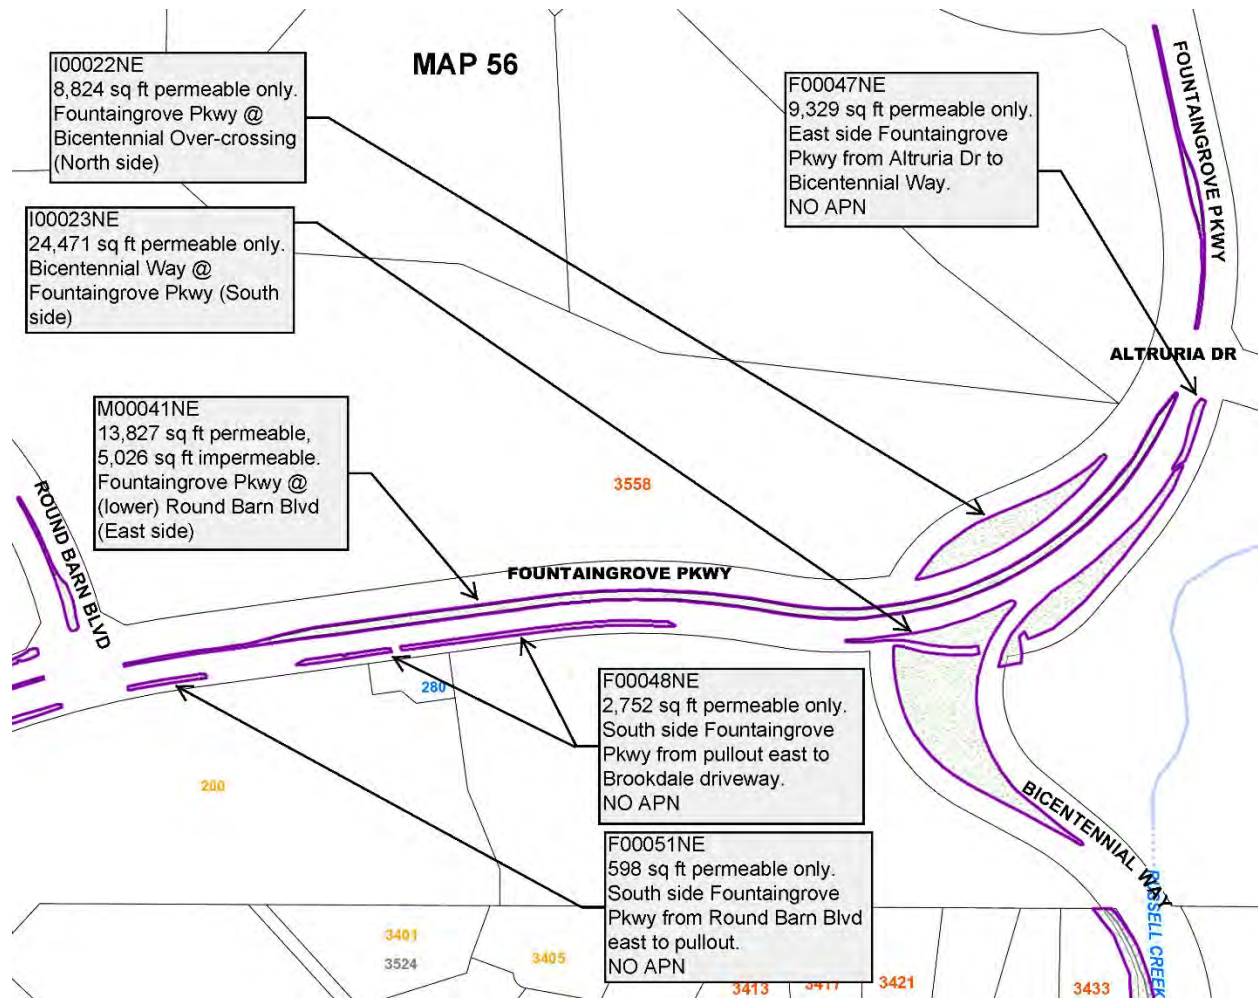 MAP 56
I00022NE
8,824 sq ft permeable only.
Fountaingrove Pkwy @
Bicentennial Over-crossing
(North side)
F00047NE
9,329 sq ft permeable only.
East side Fountaingrove
Pkwy from Altruria Dr to
Bicentennial Way.
NO APN
FOUNTAINGROVE PKWY
I00023NE
24,471 sq ft permeable only.
Bicentennial Way @
Fountaingrove Pkwy (South
side)
ALTRURIA DR
M00041NE
13,827 sq ft permeable,
5,026 sq ft impermeable.
Fountaingrove Pkwy @
(lower) Round Barn Blvd
(East side)
3558
ROUND BARN BLVD
FOUNTAINGROVE PKWY
280
F00048NE
2,752 sq ft permeable only.
South side Fountaingrove
Pkwy from pullout east to
Brookdale driveway.
NO APN
200
BICENTENNIAL WAY
F00051NE
598 sq ft permeable only.
South side Fountaingrove
Pkwy from Round Barn Blvd
east to pullout.
NO APN
RUSSELL CREEK
3401
3524
3405
3413
3417
3421
3433